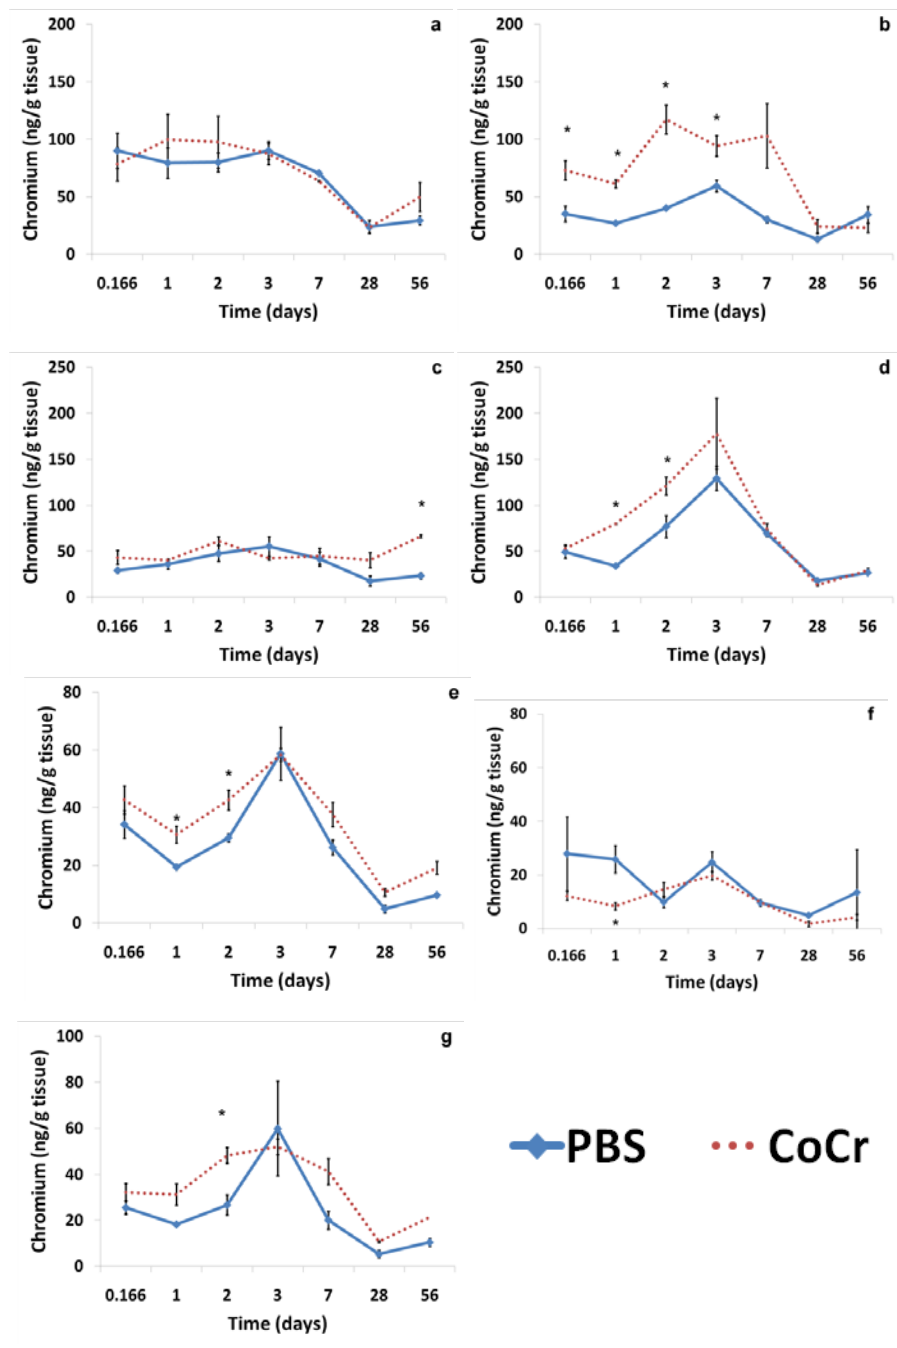 a
200
150
100
50
0
Chromium (ng/g tissue)
0.166 1 2 3 7 28 56
Time (days)
b
200
150
100
50
0
Chromium (ng/g tissue)
* * * *
0.166 1 2 3 7 28 56
Time (days)
c
250
200
150
100
50
0
Chromium (ng/g tissue)
*
0.166 1 2 3 7 28 56
Time (days)
d
250
200
150
100
50
0
Chromium (ng/g tissue)
* *
0.166 1 2 3 7 28 56
Time (days)
e
80
60
40
20
0
Chromium (ng/g tissue)
* *
0.166 1 2 3 7 28 56
Time (days)
f
80
60
40
20
0
Chromium (ng/g tissue)
*
0.166 1 2 3 7 28 56
Time (days)
g
100
80
60
40
20
0
Chromium (ng/g tissue)
*
0.166 1 2 3 7 28 56
Time (days)
PBS CoCr